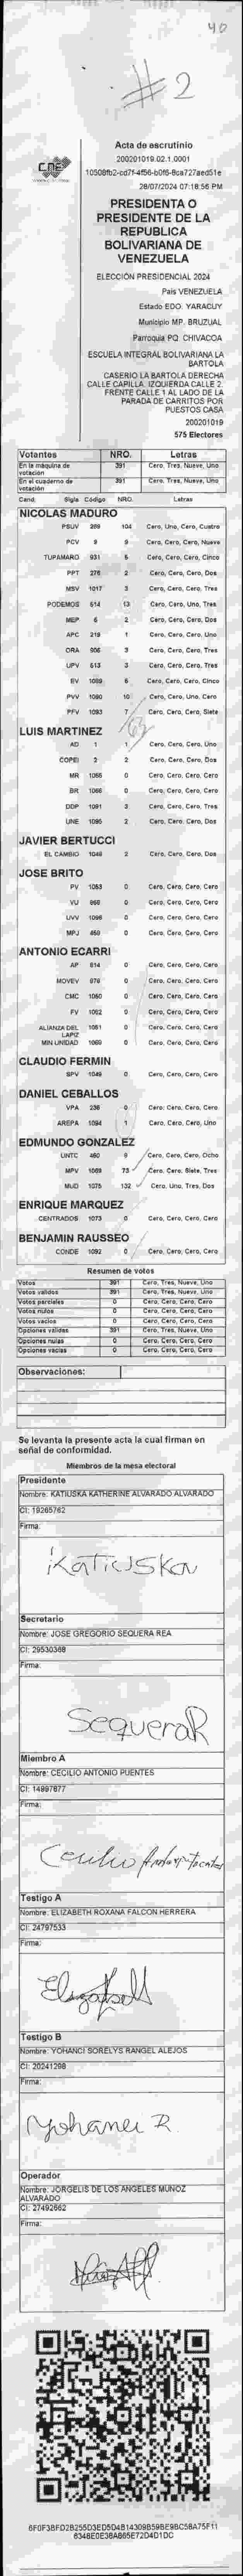 40
#2
CNE
Acta de escrutinio
200201019.02.1.0001
28/07/2024 07:18:56 PM
PRESIDENTA O
PRESIDENTE DE LA
REPUBLICA
BOLIVARIANA DE
VENEZUELA
ELECCIÓN PRESIDENCIAL 2024
País VENEZUELA
Estado EDO. YARACUY
Municipio MP. BRUZUAL
Parroquia PQ. CHIVACOA
ESCUELA INTEGRAL BOLIVARIANA LA
BARTOLA
CASERIO LA BARTOLA DERECHA
CALLE CAPILLA. IZQUIERDA CALLE 2.
FRENTE CALLE 1 AL LADO DE LA
PARADA DE CARRITOS POR
PUESTOS CASA
200201019
575 Electores
Votantes NRO. Letras
En la máquina de votación 391 Cero, Tres, Nueve, Uno
En el cuaderno de votación 391 Cero, Tres, Nueve, Uno
Cand. Sigla Código NRO. Letras
NICOLAS MADURO
PSUV 289 104 Cero, Uno, Cero, Cuatro
PCV 9 9 Cero, Cero, Cero, Nueve
TUPAMARO 931 5 Cero, Cero, Cero, Cinco
PPT 276 2 Cero, Cero, Cero, Dos
MSV 1017 3 Cero, Cero, Cero, Tres
PODEMOS 514 13 Cero, Cero, Uno, Tres
MEP 5 2 Cero, Cero, Cero, Dos
APC 219 1 Cero, Cero, Cero, Uno
ORA 906 3 Cero, Cero, Cero, Tres
UPV 613 3 Cero, Cero, Cero, Tres
EV 1089 5 Cero, Cero, Cero, Cinco
PVV 1090 10 Cero, Cero, Uno, Cero
PFV 1093 7 Cero, Cero, Cero, Siete
LUIS MARTINEZ
AD 1 1 Cero, Cero, Cero, Uno
COPEI 2 2 Cero, Cero, Cero, Dos
MR 1066 0 Cero, Cero, Cero, Cero
BR 0 Cero, Cero, Cero, Cero
DDP 1091 3 Cero, Cero, Cero, Tres
UNE 1095 2 Cero, Cero, Cero, Dos
JAVIER BERTUCCI
EL CAMBIO 1048 2 Cero, Cero, Cero, Dos
JOSE BRITO
PV 1053 0 Cero, Cero, Cero, Cero
VU 868 0 Cero, Cero, Cero, Cero
UVV 1096 0 Cero, Cero, Cero, Cero
MPJ 450 0 Cero, Cero, Cero, Cero
ANTONIO ECARRI
AP 814 0 Cero, Cero, Cero, Cero
MOVEV 976 0 Cero, Cero, Cero, Cero
CMC 1050 0 Cero, Cero, Cero, Cero
FV 1052 0 Cero, Cero, Cero, Cero
ALIANZA DEL LAPIZ 1051 0 Cero, Cero, Cero, Cero
MIN UNIDAD 1069 0 Cero, Cero, Cero, Cero
CLAUDIO FERMIN
SPV 1049 0 Cero, Cero, Cero, Cero
DANIEL CEBALLOS
VPA 238 0 Cero, Cero, Cero, Cero
AREPA 1094 1 Cero, Cero, Cero, Uno
EDMUNDO GONZALEZ
UNTC 460 8 Cero, Cero, Cero, Ocho
MPV 1069 73 Cero, Cero, Siete, Tres
MUD 1075 132 Cero, Uno, Tres, Dos
ENRIQUE MARQUEZ
CENTRADOS 1073 0 Cero, Cero, Cero, Cero
BENJAMIN RAUSSEO
CONDE 1092 0 Cero, Cero, Cero, Cero
Resumen de votos
Votos 391 Cero, Tres, Nueve, Uno
Votos válidos 391 Cero, Tres, Nueve, Uno
Votos parciales 0 Cero, Cero, Cero, Cero
Votos nulos 0 Cero, Cero, Cero, Cero
Votos vacíos 0 Cero, Cero, Cero, Cero
Opciones válidas 391 Cero, Tres, Nueve, Uno
Opciones nulas 0 Cero, Cero, Cero, Cero
Opciones vacías 0 Cero, Cero, Cero, Cero
Observaciones:
Se levanta la presente acta la cual firman en
señal de conformidad.
Miembros de la mesa electoral
Presidente
Nombre: KATIUSKA KATHERINE ALVARADO ALVARADO
CI: 19265762
Firma:
Katiuska
Secretario
Nombre: JOSE GREGORIO SEQUERA REA
CI: 29530368
Firma:
SequeraR
Miembro A
Nombre: CECILIO ANTONIO PUENTES
CI: 14997877
Firma:
Cecilio
Testigo A
Nombre: ELIZABETH ROXANA FALCON HERRERA
CI: 24797533
Firma:
Testigo B
Nombre: YOHANCI SORELYS RANGEL ALEJOS
CI: 20241298
Firma:
Yohanci R
Operador
Nombre: JORGELIS DE LOS ANGELES MUÑOZ
ALVARADO
CI: 27492662
Firma: